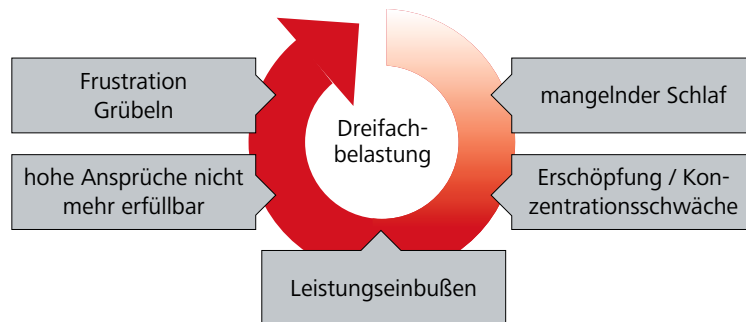 Frustration
Grübeln
mangelnder Schlaf
Dreifach-
belastung
hohe Ansprüche nicht
mehr erfüllbar
Erschöpfung / Kon-
zentrationsschwäche
Leistungseinbußen